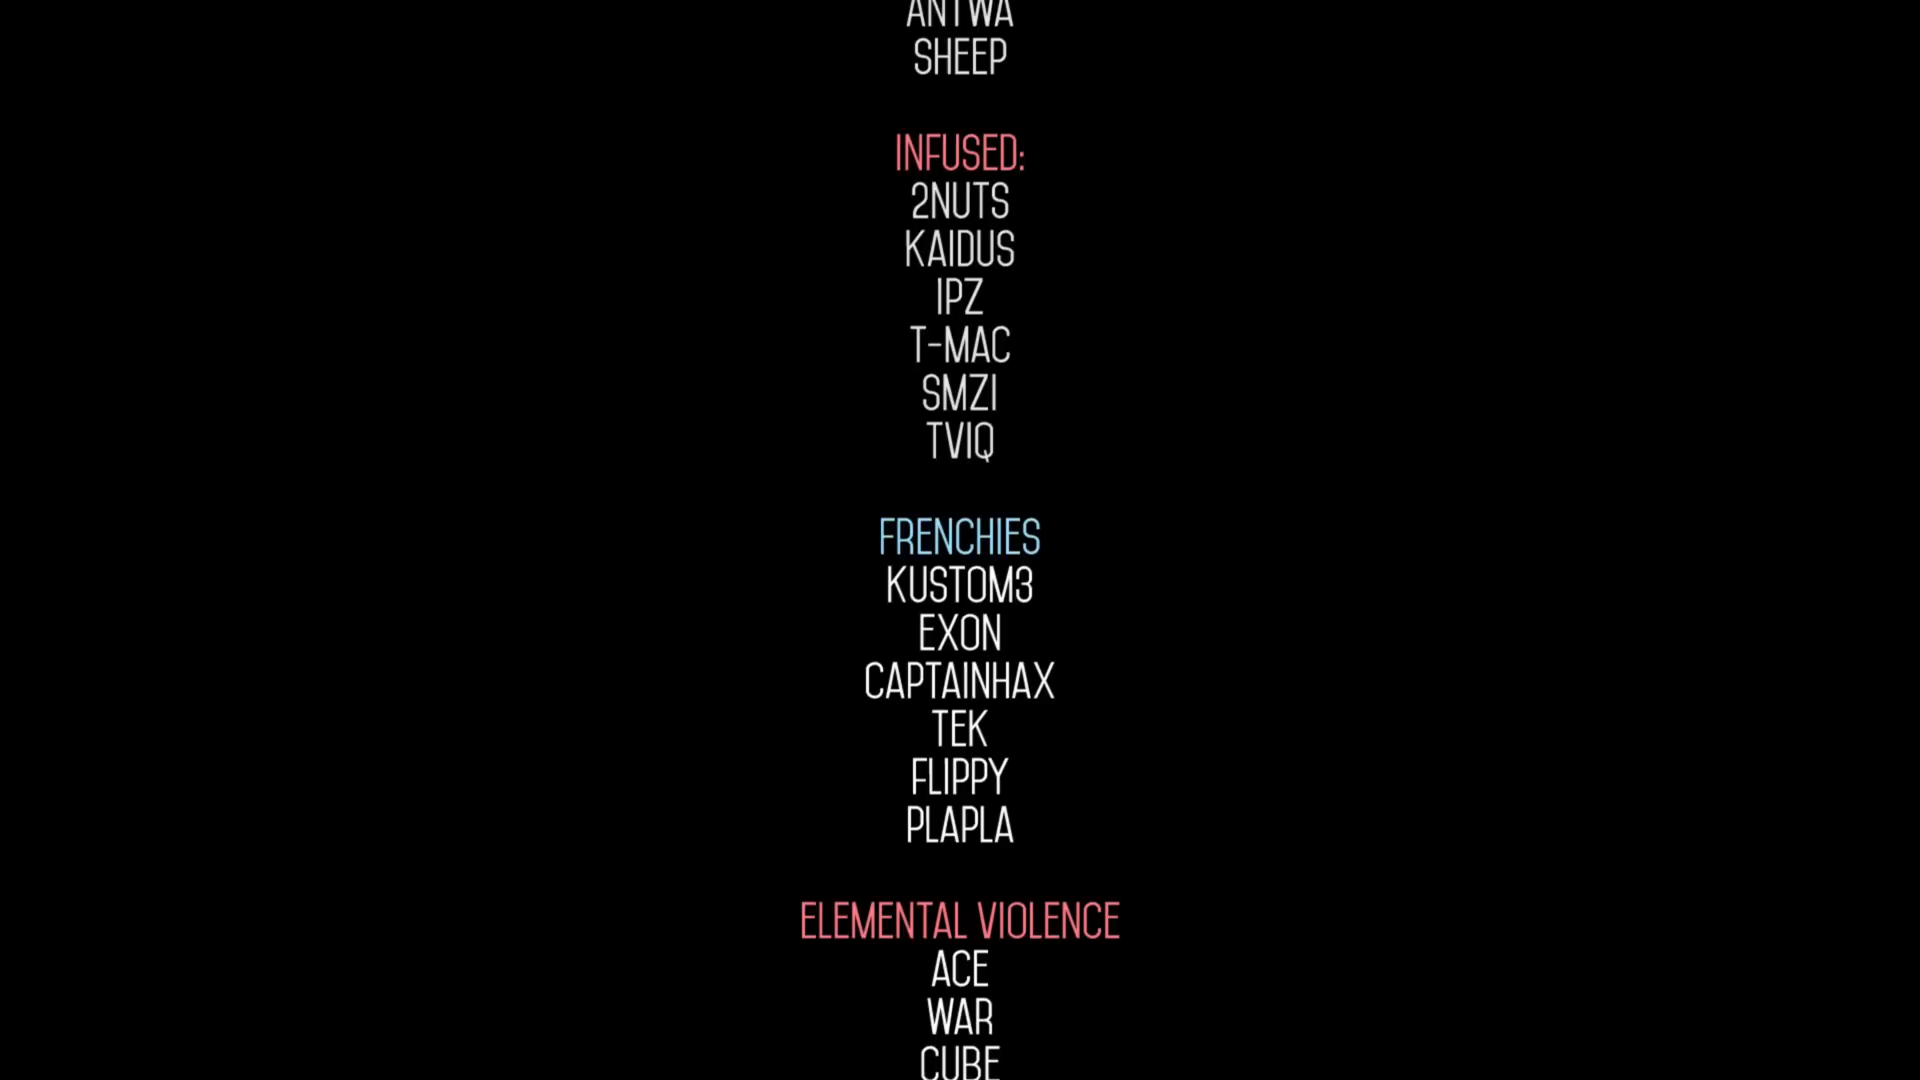 ANTWA
SHEEP
INFUSED:
2NUTS
KAIDUS
IPZ
T-MAC
SMZI
TVIQ
FRENCHIES
KUSTOM3
EXON
CAPTAINHAX
TEK
FLIPPY
PLAPLA
ELEMENTAL VIOLENCE
ACE
WAR
CUBE